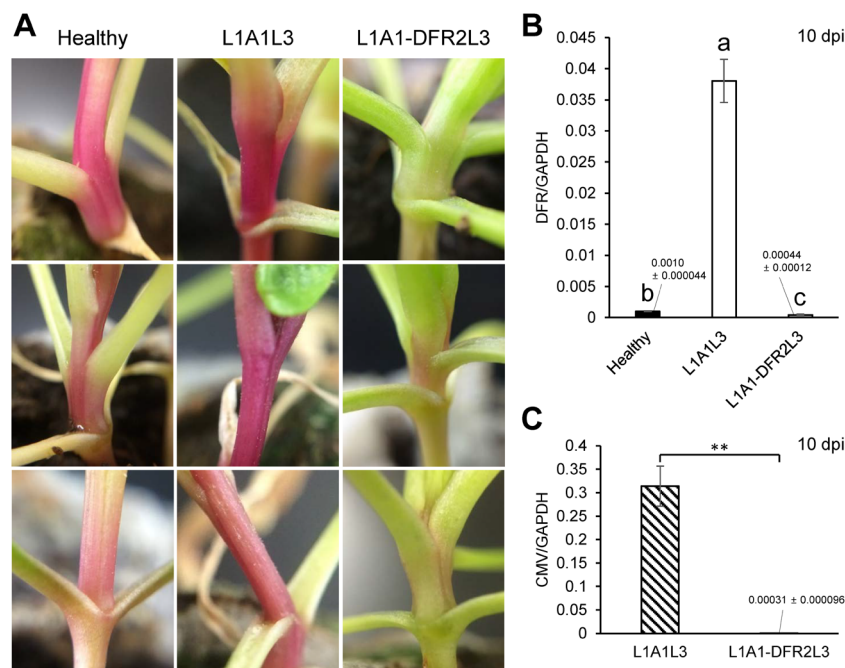 A
Healthy
L1A1L3
L1A1-DFR2L3
B
10 dpi
DFR/GAPDH
0.045
0.04
0.035
0.03
0.025
0.02
0.015
0.01
0.005
0
a
0.0010
± 0.000044
b
0.00044
± 0.00012
c
Healthy
L1A1L3
L1A1-DFR2L3
C
10 dpi
CMV/GAPDH
0.4
0.35
0.3
0.25
0.2
0.15
0.1
0.05
0
**
0.00031 ± 0.000096
L1A1L3
L1A1-DFR2L3